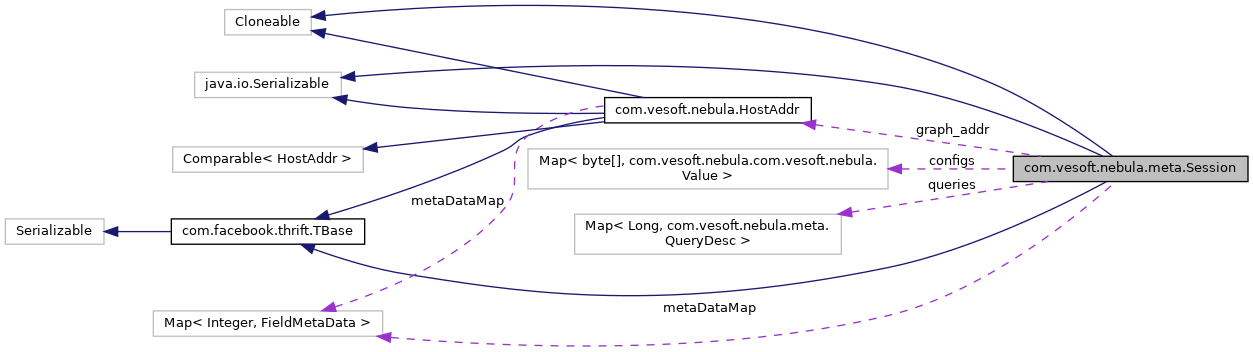 Cloneable
java.io.Serializable
com.vesoft.nebula.HostAddr
graph_addr
Comparable< HostAddr >
Map< byte[], com.vesoft.nebula.com.vesoft.nebula.
Value >
configs
com.vesoft.nebula.meta.Session
queries
metaDataMap
Serializable
com.facebook.thrift.TBase
Map< Long, com.vesoft.nebula.meta.
QueryDesc >
metaDataMap
Map< Integer, FieldMetaData >